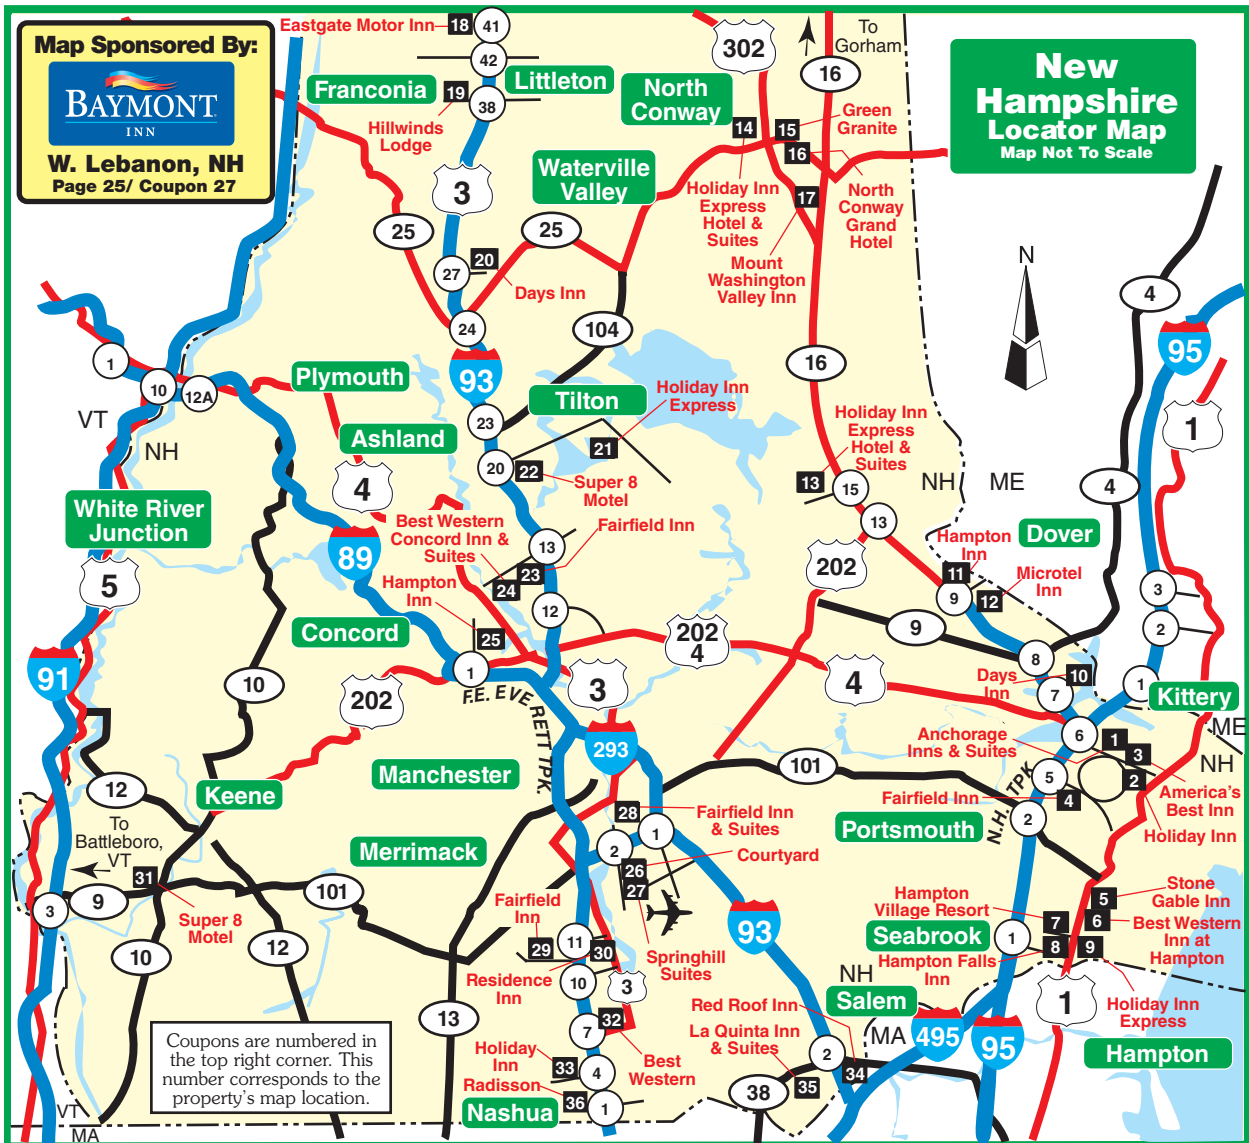 Map Sponsored By:
BAYMONT
INN
W. Lebanon, NH
Page 25/ Coupon 27
New
Hampshire
Locator Map
Map Not To Scale
Eastgate Motor Inn
18
41
42
Franconia
Littleton
19
38
Hillwinds
Lodge
3
302
To
Gorham
16
North
Conway
14
15
Green
Granite
16
Waterville
Valley
Holiday Inn
Express
Hotel &
Suites
17
North
Conway
Grand
Hotel
Mount
Washington
Valley Inn
25
25
27
20
Days Inn
24
104
N
4
95
1
16
1
10
12A
VT
NH
Plymouth
93
Tilton
Holiday Inn
Express
23
Ashland
21
20
22
Super 8
Motel
4
Holiday Inn
Express
Hotel &
Suites
13
15
13
NH
ME
4
White River
Junction
5
89
Best Western
Concord Inn &
Suites
Fairfield Inn
13
23
24
Hampton
Inn
12
25
Concord
1
202
Hampton
Inn
Dover
11
Microtel
Inn
9
12
3
2
9
8
202
4
91
10
202
F.E. EVERETT TPK.
3
4
Days
Inn
10
7
1
Kittery
6
ME
NH
293
Anchorage
Inns & Suites
1
3
2
America's
Best Inn
Holiday Inn
5
N.H. TPK
Fairfield Inn
4
2
Portsmouth
101
12
Keene
Manchester
To
Battleboro,
VT
Merrimack
28
Fairfield Inn
& Suites
1
2
Courtyard
26
27
31
9
3
Super 8
Motel
101
10
12
Fairfield
Inn
29
11
30
Residence
Inn
10
Springhill
Suites
3
93
Hampton
Village Resort
7
Stone
Gable Inn
5
6
Best Western
Inn at
Hampton
Seabrook
1
8
9
Hampton Falls
Inn
Holiday Inn
Express
1
NH
MA
Salem
495
95
Hampton
13
7
32
Best
Western
Holiday
Inn
33
4
Radisson
36
1
Nashua
Red Roof Inn
La Quinta Inn
& Suites
2
34
35
38
Coupons are numbered in
the top right corner. This
number corresponds to the
property's map location.
VT
MA